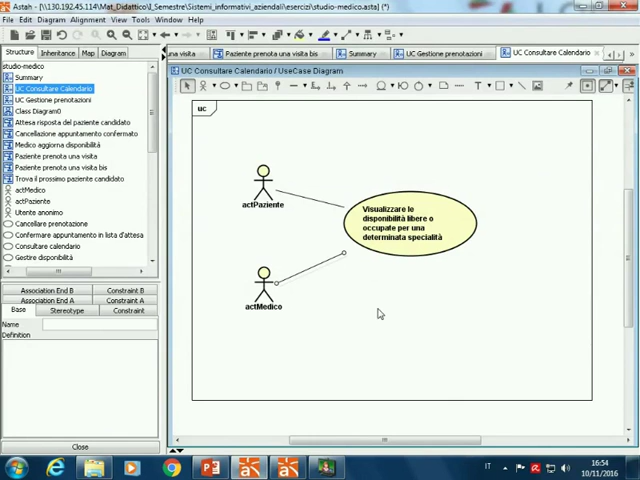 Astah - [\\130.192.45.114\Mat_Didattico\I_Semestre\Sistemi_informativi_aziendali\esercizi\studio-medico.asta] (*)
File Edit Diagram Alignment View Tools Window Help
Structure Inheritance Map Diagram
una visita Paziente prenota una visita bis Summary UC Gestione prenotazioni UC Consultare Calendario
UC Consultare Calendario / UseCase Diagram
studio-medico
Summary
UC Consultare Calendario
UC Gestione prenotazioni
Class Diagram0
Attesa risposta del paziente candidato
Cancellazione appuntamento confermato
Medico aggiorna disponibilità
Paziente prenota una visita
Paziente prenota una visita bis
Trova il prossimo paziente candidato
actMedico
actPaziente
Utente anonimo
Cancellare prenotazione
Confermare appuntamento in lista d'attesa
Consultare calendario
Gestire disponibilità
uc
actPaziente
Visualizzare le
disponibilità libere o
occupate per una
determinata specialità
actMedico
Association End B Constraint B
Association End A Constraint A
Base Stereotype Constraint
Name
Definition
Close
IT
16:54
10/11/2016